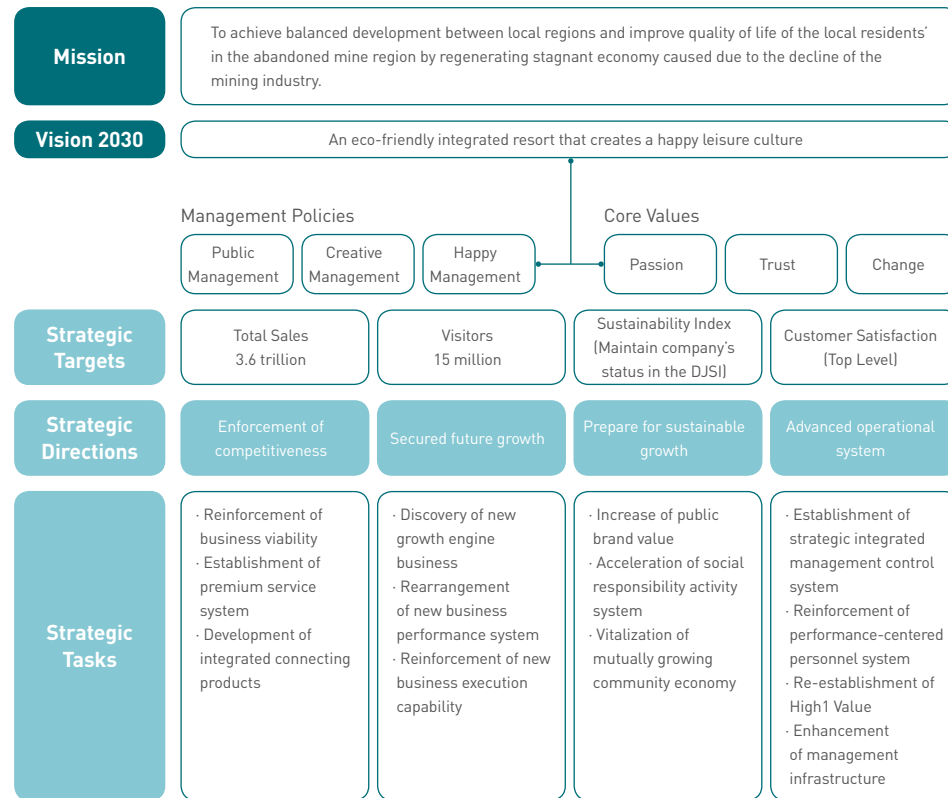 Mission
To achieve balanced development between local regions and improve quality of life of the local residents’
in the abandoned mine region by regenerating stagnant economy caused due to the decline of the
mining industry.
Vision 2030
An eco-friendly integrated resort that creates a happy leisure culture
Management Policies
Public
Management
Creative
Management
Happy
Management
Core Values
Passion
Trust
Change
Strategic
Targets
Total Sales
3.6 trillion
Visitors
15 million
Sustainability Index
(Maintain company’s
status in the DJSI)
Customer Satisfaction
(Top Level)
Strategic
Directions
Enforcement of
competitiveness
Secured future growth
Prepare for sustainable
growth
Advanced operational
system
Strategic
Tasks
· Reinforcement of
business viability
· Establishment of
premium service
system
· Development of
integrated connecting
products
· Discovery of new
growth engine
business
· Rearrangement
of new business
performance system
· Reinforcement of new
business execution
capability
· Increase of public
brand value
· Acceleration of social
responsibility activity
system
· Vitalization of
mutually growing
community economy
· Establishment of
strategic integrated
management control
system
· Reinforcement of
performance-centered
personnel system
· Re-establishment of
High1 Value
· Enhancement
of management
infrastructure